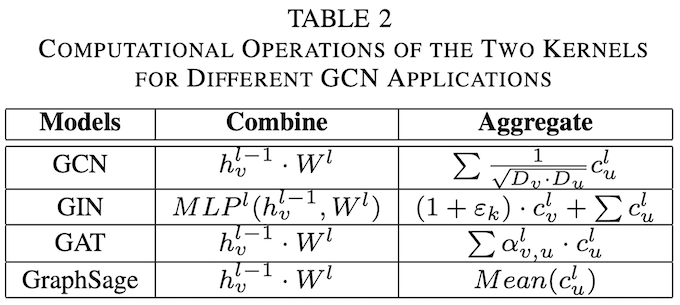 TABLE 2
COMPUTATIONAL OPERATIONS OF THE TWO KERNELS
FOR DIFFERENT GCN APPLICATIONS
Models Combine Aggregate
GCN $h_v^{l-1} \cdot W^l$ $\sum \frac{1}{\sqrt{D_v \cdot D_u}} c_u^l$
GIN $MLP^l(h_v^{l-1}, W^l)$ $(1 + \varepsilon_k) \cdot c_v^l + \sum c_u^l$
GAT $h_v^{l-1} \cdot W^l$ $\sum \alpha_{v,u}^l \cdot c_u^l$
GraphSage $h_v^{l-1} \cdot W^l$ $Mean(c_u^l)$